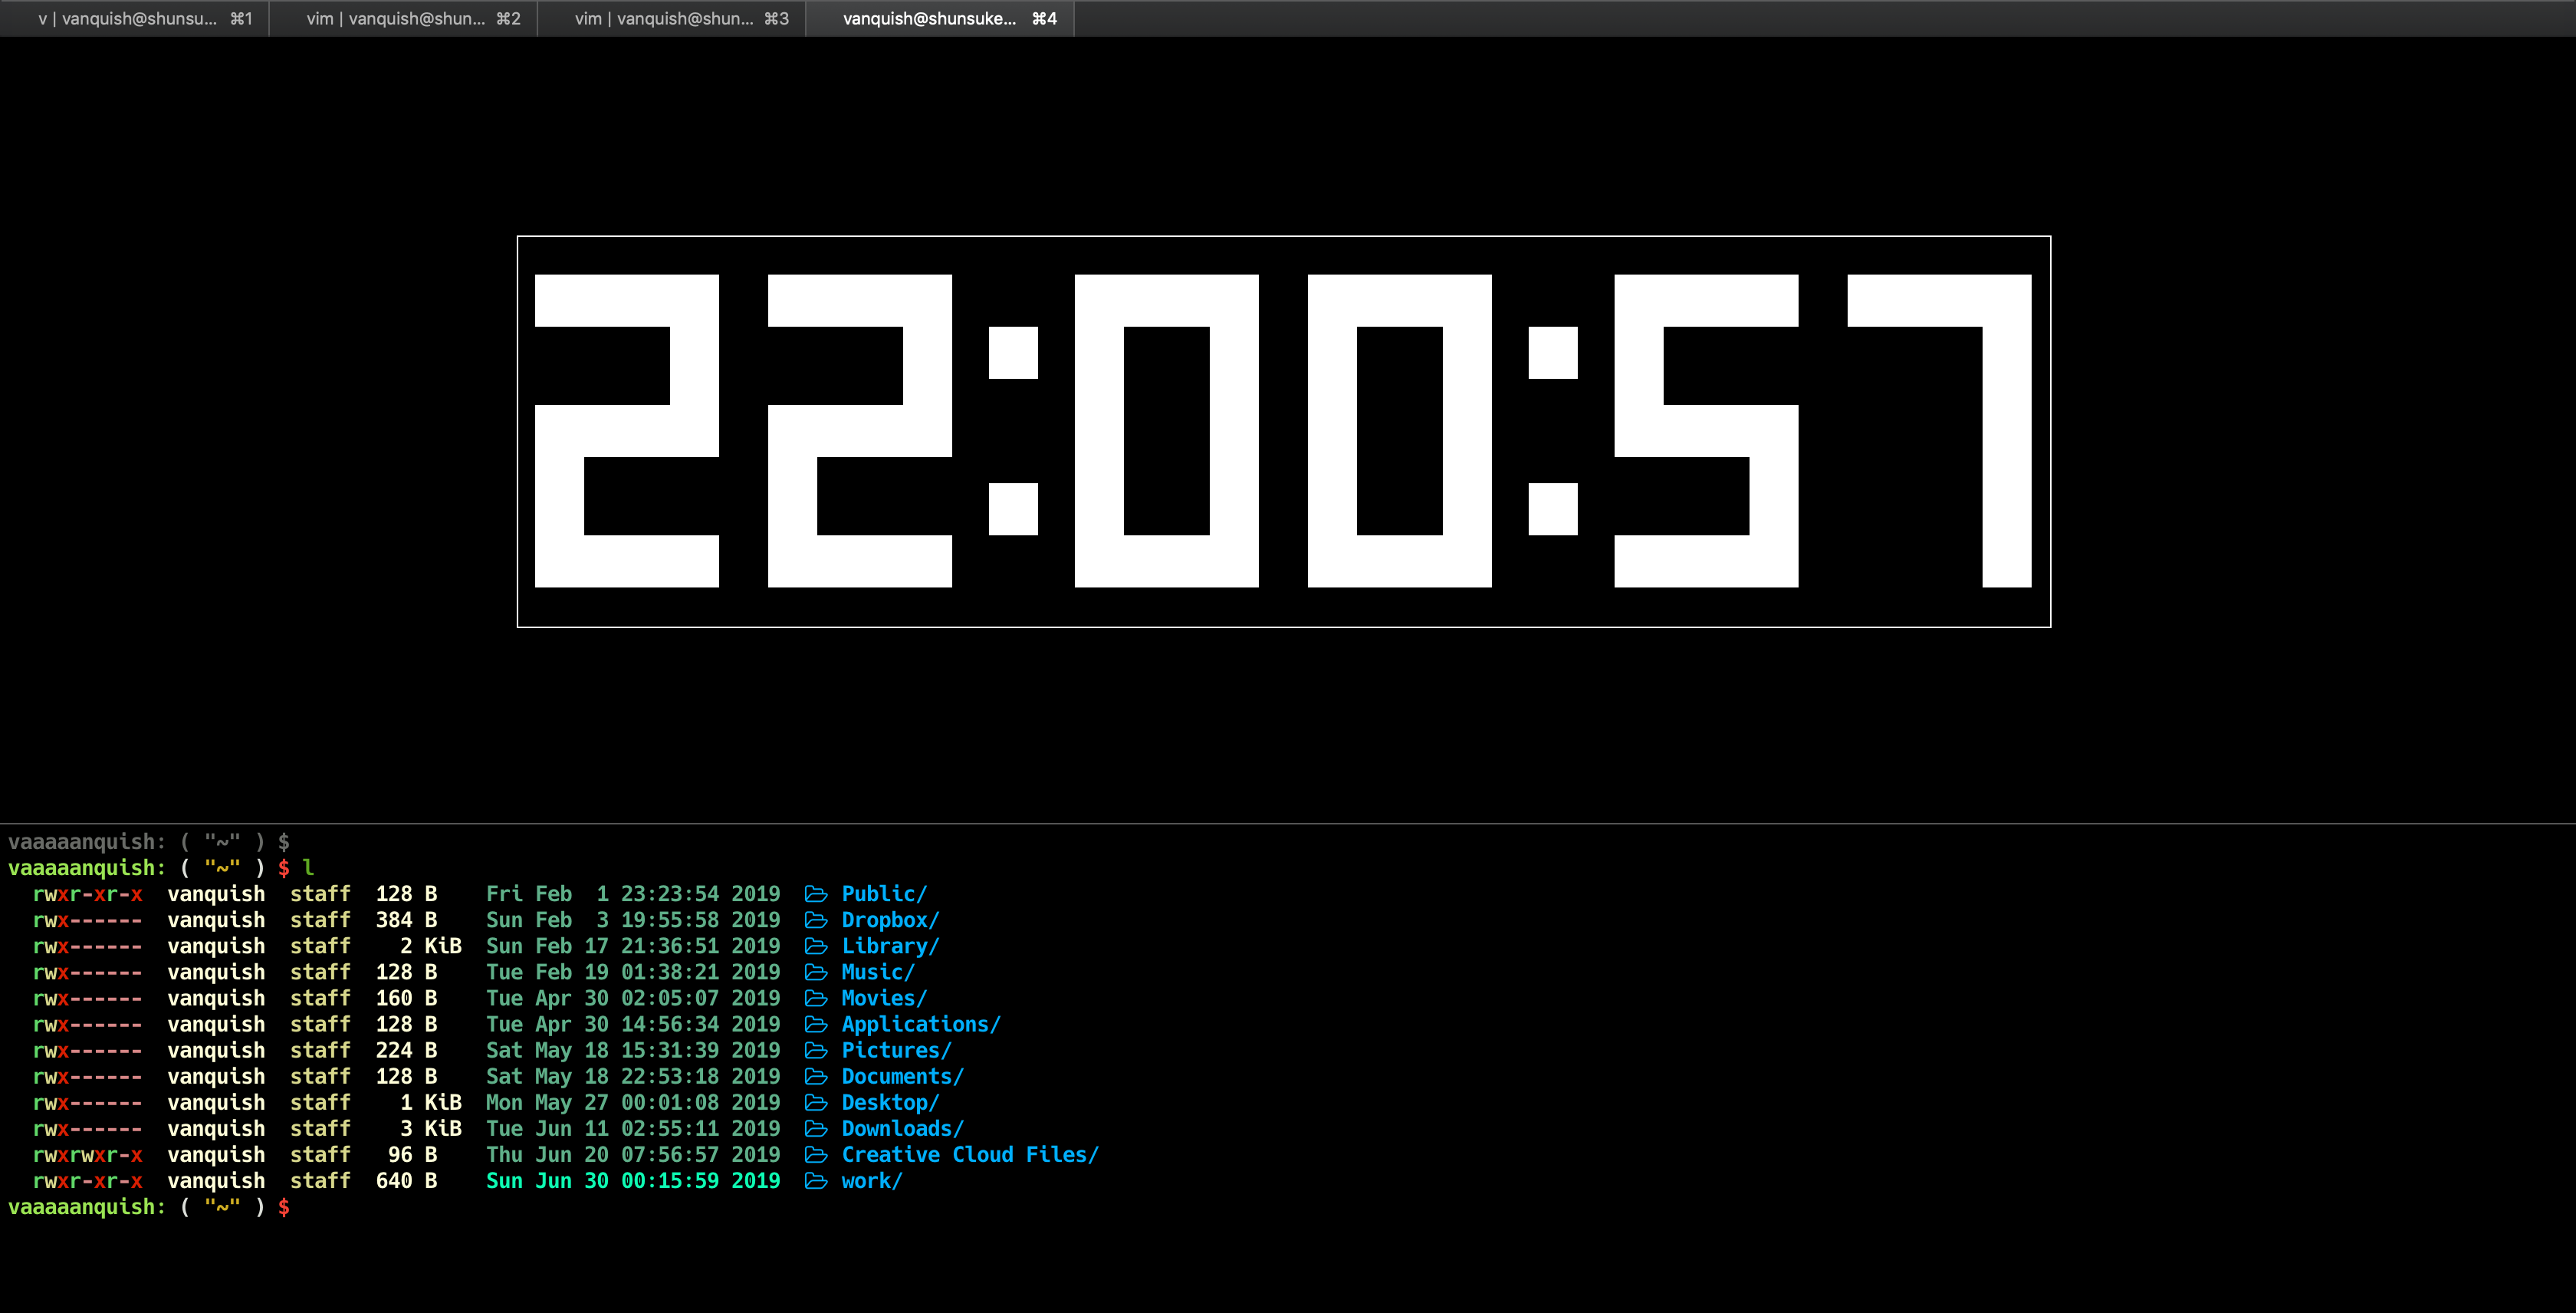 v | vanquish@shunsu... ⌘1
vim | vanquish@shun... ⌘2
vim | vanquish@shun... ⌘3
vanquish@shunsuke... ⌘4
22:00:57
vaaaaanquish: ( "~" ) $
vaaaaanquish: ( "~" ) $ l
rwxr-xr-x vanquish staff 128 B Fri Feb 1 23:23:54 2019 Public/
rwx------ vanquish staff 384 B Sun Feb 3 19:55:58 2019 Dropbox/
rwx------ vanquish staff 2 KiB Sun Feb 17 21:36:51 2019 Library/
rwx------ vanquish staff 128 B Tue Feb 19 01:38:21 2019 Music/
rwx------ vanquish staff 160 B Tue Apr 30 02:05:07 2019 Movies/
rwx------ vanquish staff 128 B Tue Apr 30 14:56:34 2019 Applications/
rwx------ vanquish staff 224 B Sat May 18 15:31:39 2019 Pictures/
rwx------ vanquish staff 128 B Sat May 18 22:53:18 2019 Documents/
rwx------ vanquish staff 1 KiB Mon May 27 00:01:08 2019 Desktop/
rwx------ vanquish staff 3 KiB Tue Jun 11 02:55:11 2019 Downloads/
rwxrwxr-x vanquish staff 96 B Thu Jun 20 07:56:57 2019 Creative Cloud Files/
rwxr-xr-x vanquish staff 640 B Sun Jun 30 00:15:59 2019 work/
vaaaaanquish: ( "~" ) $